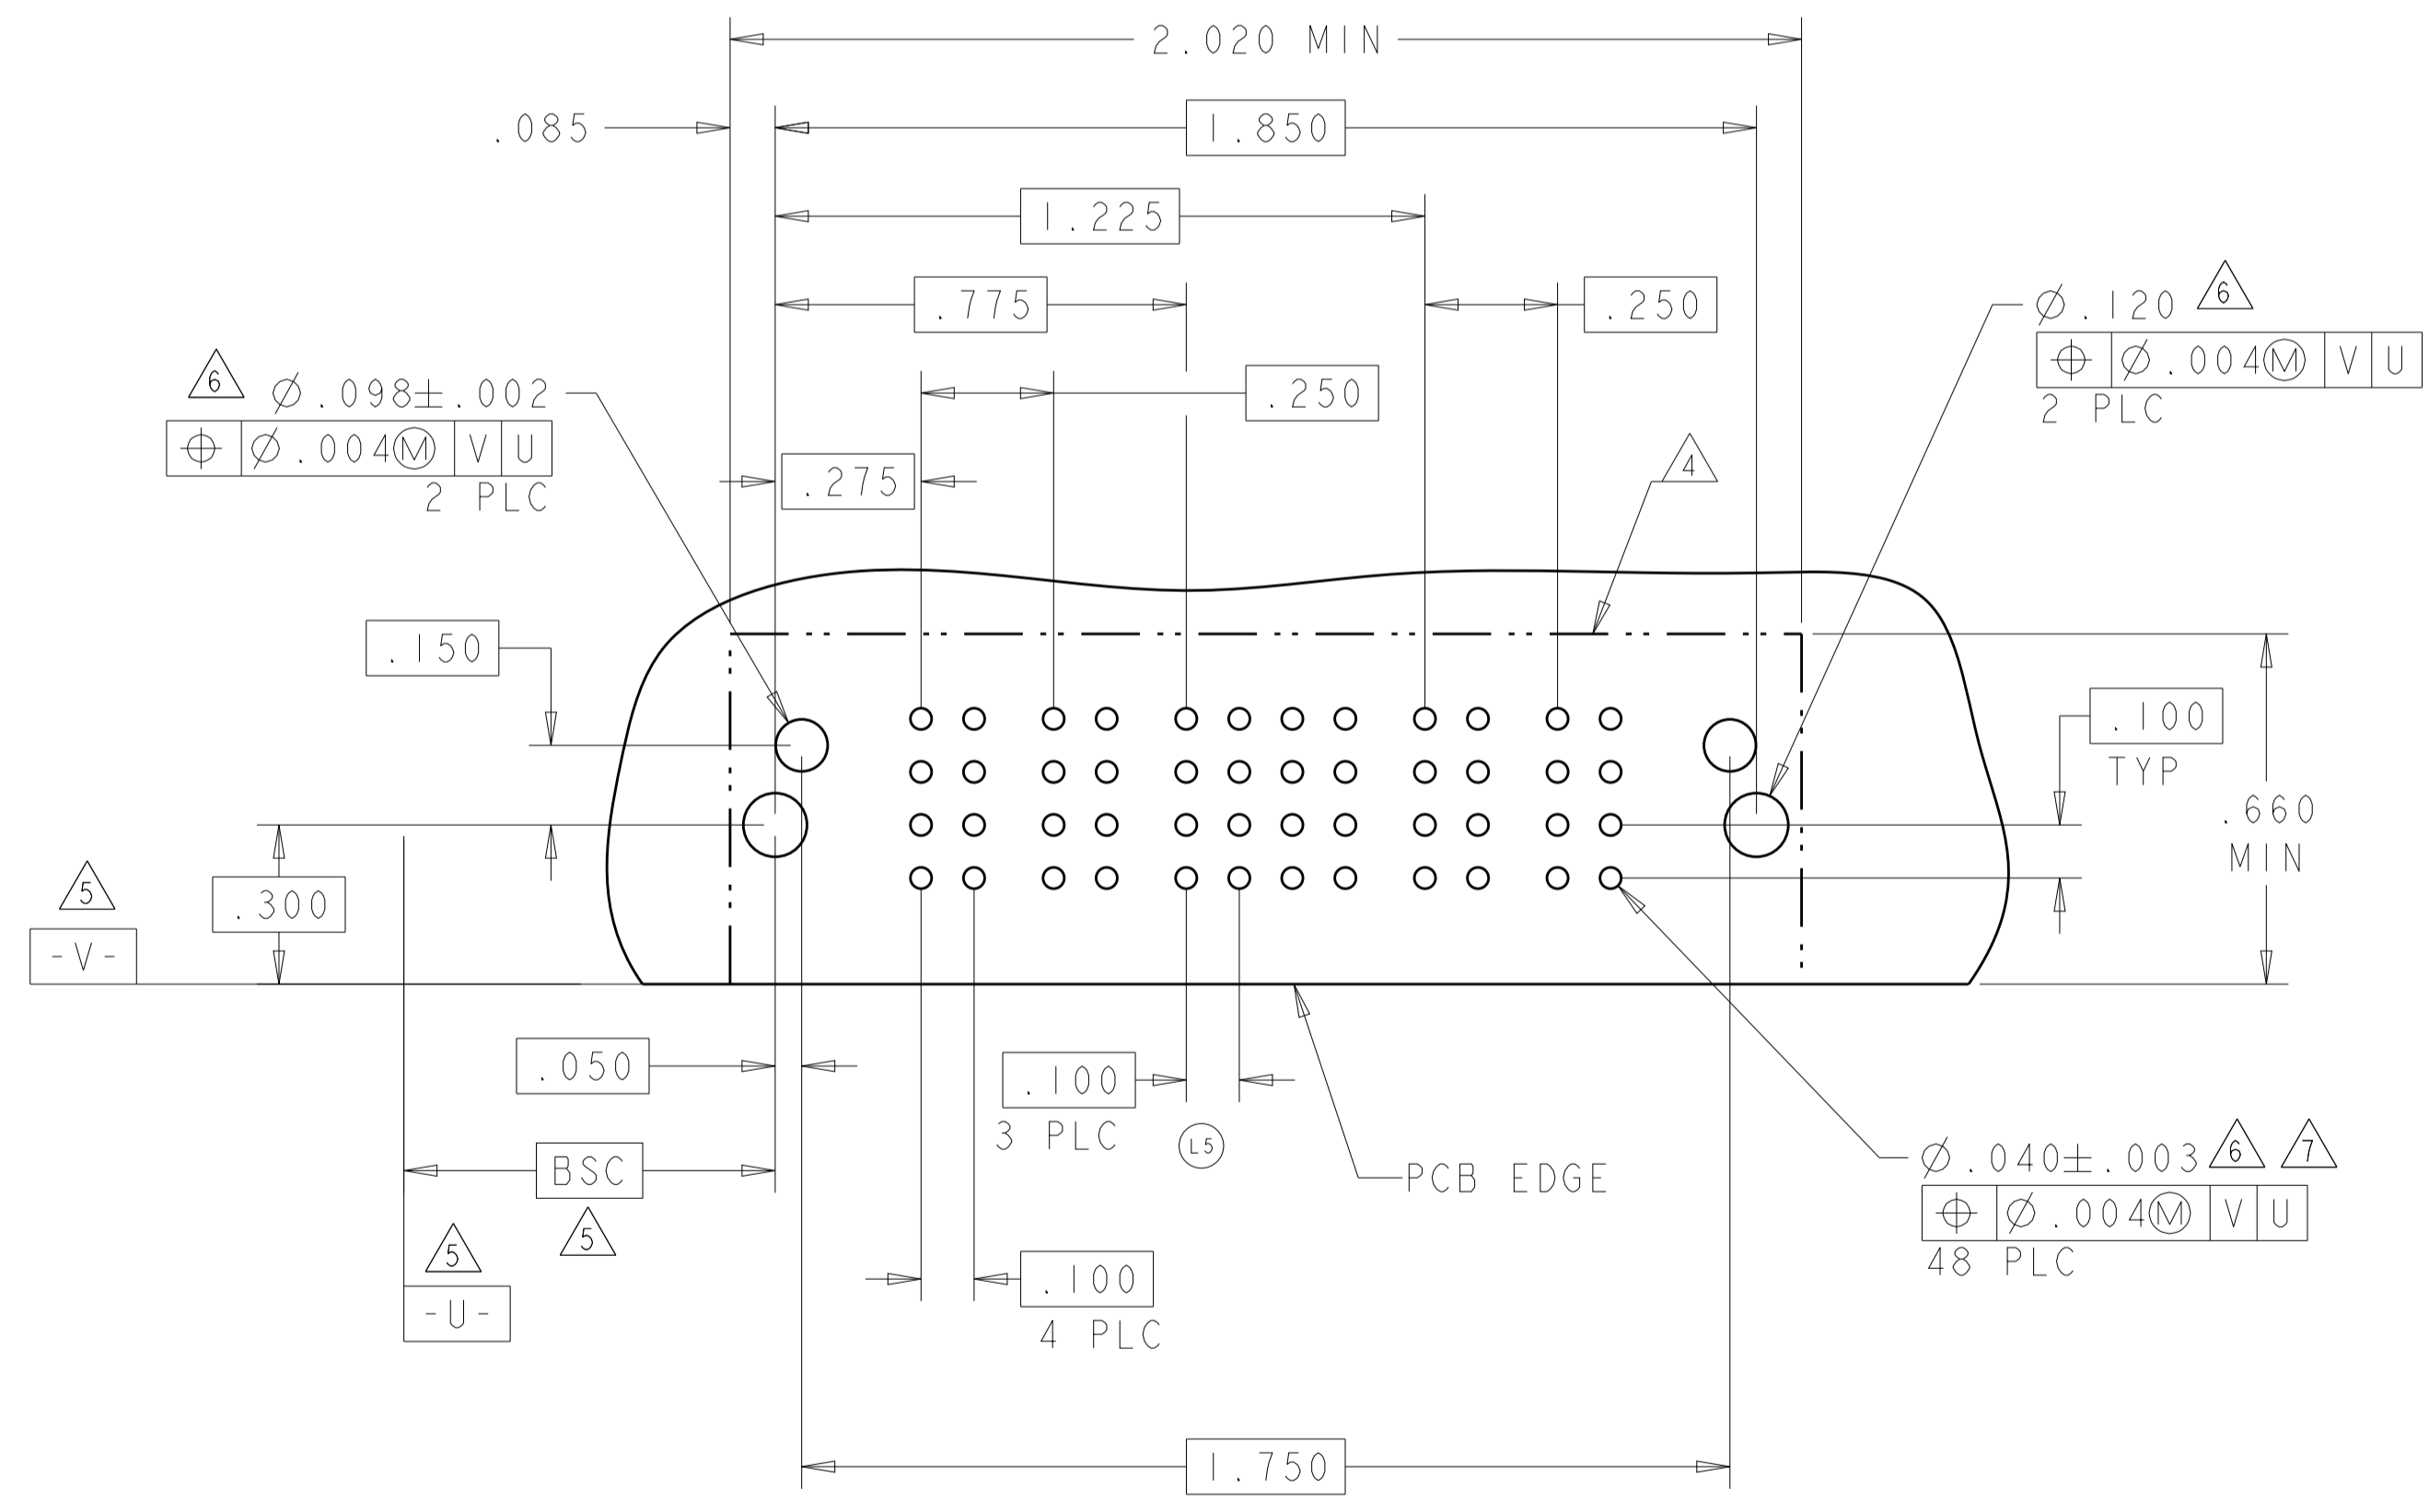 2.020 MIN
.085
1.850
1.225
.775
.250
6
⌀.120
⌀.004Ⓜ V U
2 PLC
6
⌀.098±.002
⌀.004Ⓜ V U
2 PLC
.250
.275
4
.150
.100
TYP
.660
MIN
.300
5
-V-
.050
.100
3 PLC
L5
BSC
5
PCB EDGE
⌀.040±.003
6
7
⌀.004Ⓜ V U
48 PLC
5
-U-
.100
4 PLC
1.750